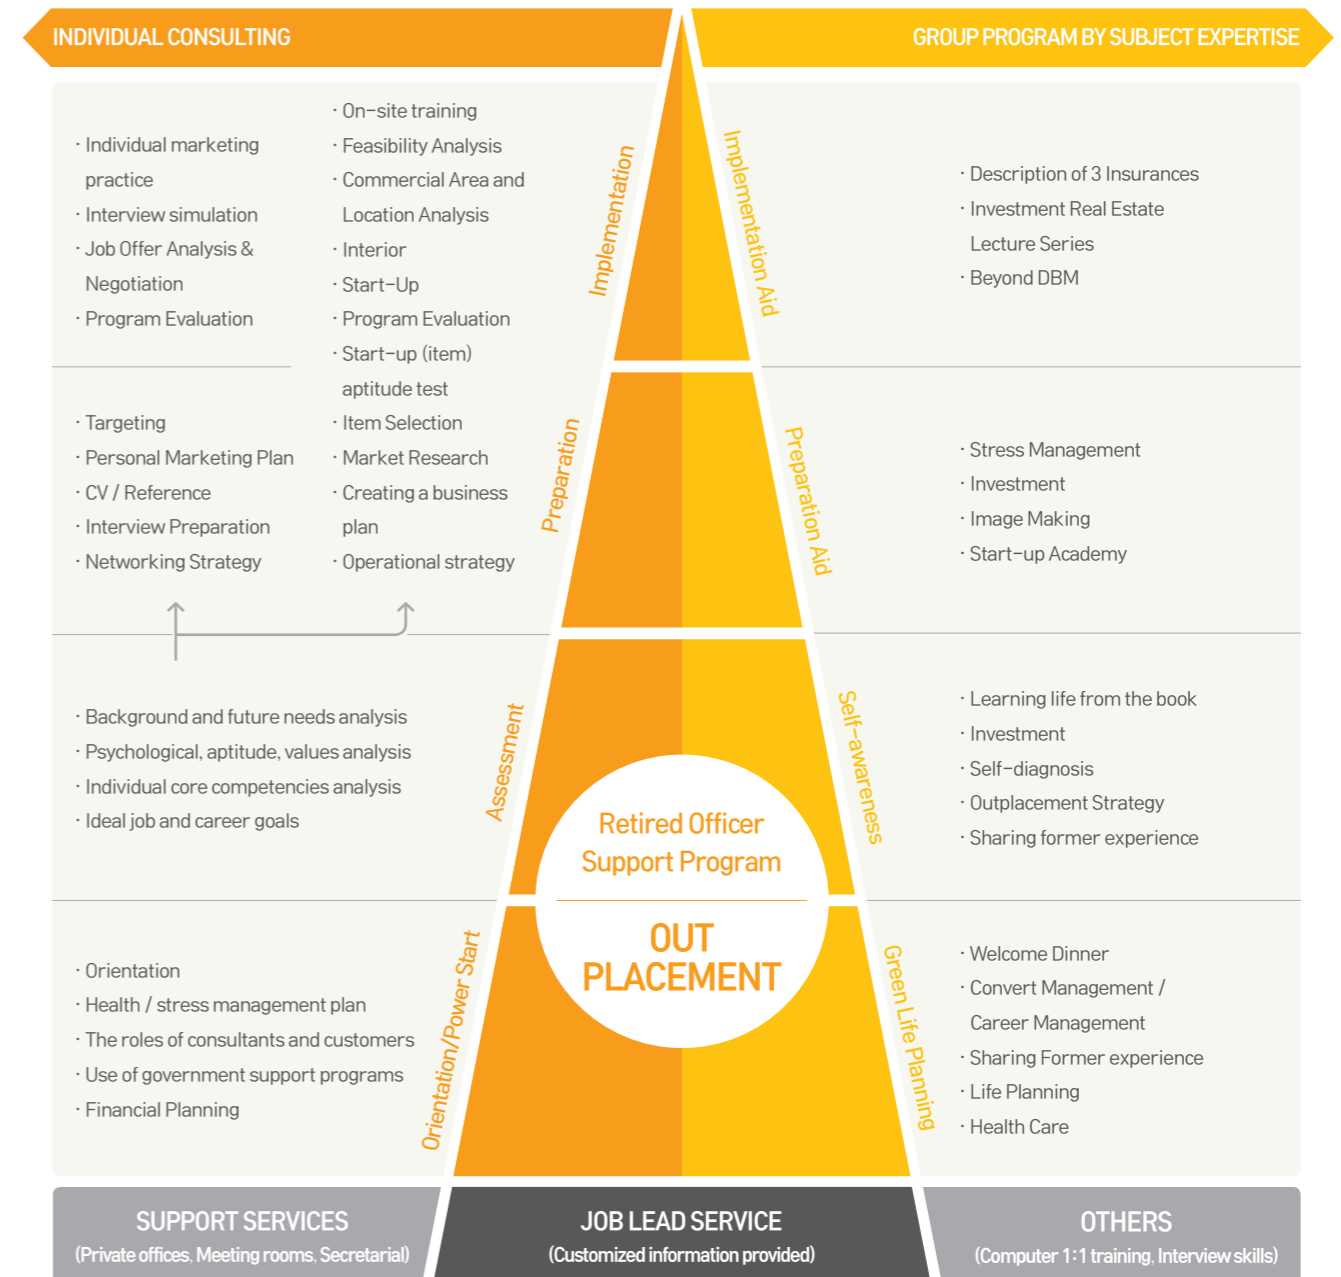 INDIVIDUAL CONSULTING
GROUP PROGRAM BY SUBJECT EXPERTISE
· Individual marketing
practice
· Interview simulation
· Job Offer Analysis &
Negotiation
· Program Evaluation
· On-site training
· Feasibility Analysis
· Commercial Area and
Location Analysis
· Interior
· Start-Up
· Program Evaluation
· Start-up (item)
aptitude test
· Item Selection
· Market Research
· Creating a business
plan
· Operational strategy
Implementation
Implementation Aid
· Description of 3 Insurances
· Investment Real Estate
Lecture Series
· Beyond DBM
· Targeting
· Personal Marketing Plan
· CV / Reference
· Interview Preparation
· Networking Strategy
Preparation
Preparation Aid
· Stress Management
· Investment
· Image Making
· Start-up Academy
· Background and future needs analysis
· Psychological, aptitude, values analysis
· Individual core competencies analysis
· Ideal job and career goals
Assessment
Self-awareness
· Learning life from the book
· Investment
· Self-diagnosis
· Outplacement Strategy
· Sharing former experience
Retired Officer
Support Program
OUT
PLACEMENT
· Orientation
· Health / stress management plan
· The roles of consultants and customers
· Use of government support programs
· Financial Planning
Orientation/Power Start
Green Life Planning
· Welcome Dinner
· Convert Management /
Career Management
· Sharing Former experience
· Life Planning
· Health Care
SUPPORT SERVICES
(Private offices, Meeting rooms, Secretarial)
JOB LEAD SERVICE
(Customized information provided)
OTHERS
(Computer 1:1 training, Interview skills)